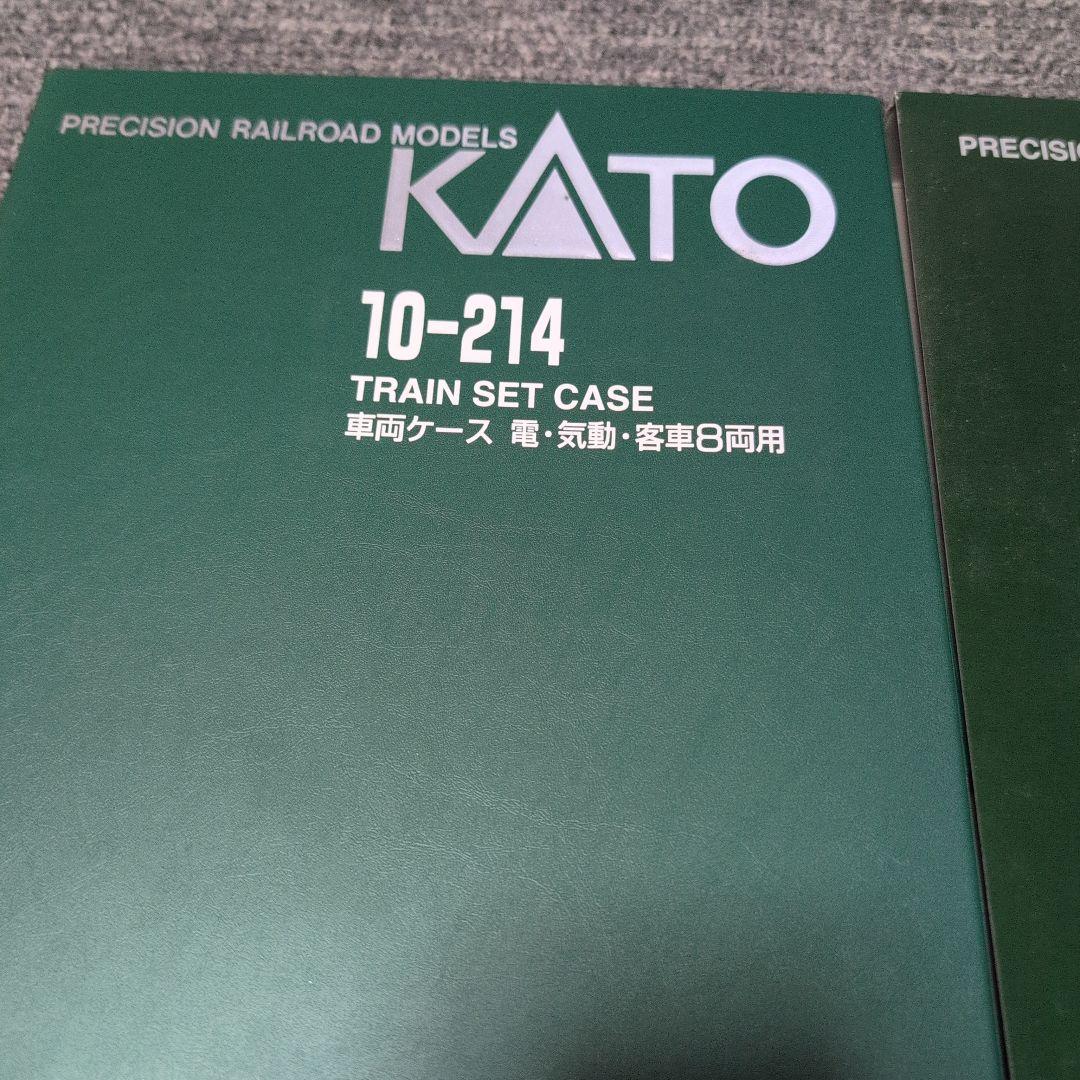 PRECISION RAILROAD MODELS
KATO
10-214
TRAIN SET CASE
車両ケース 電・気動・客車8両用